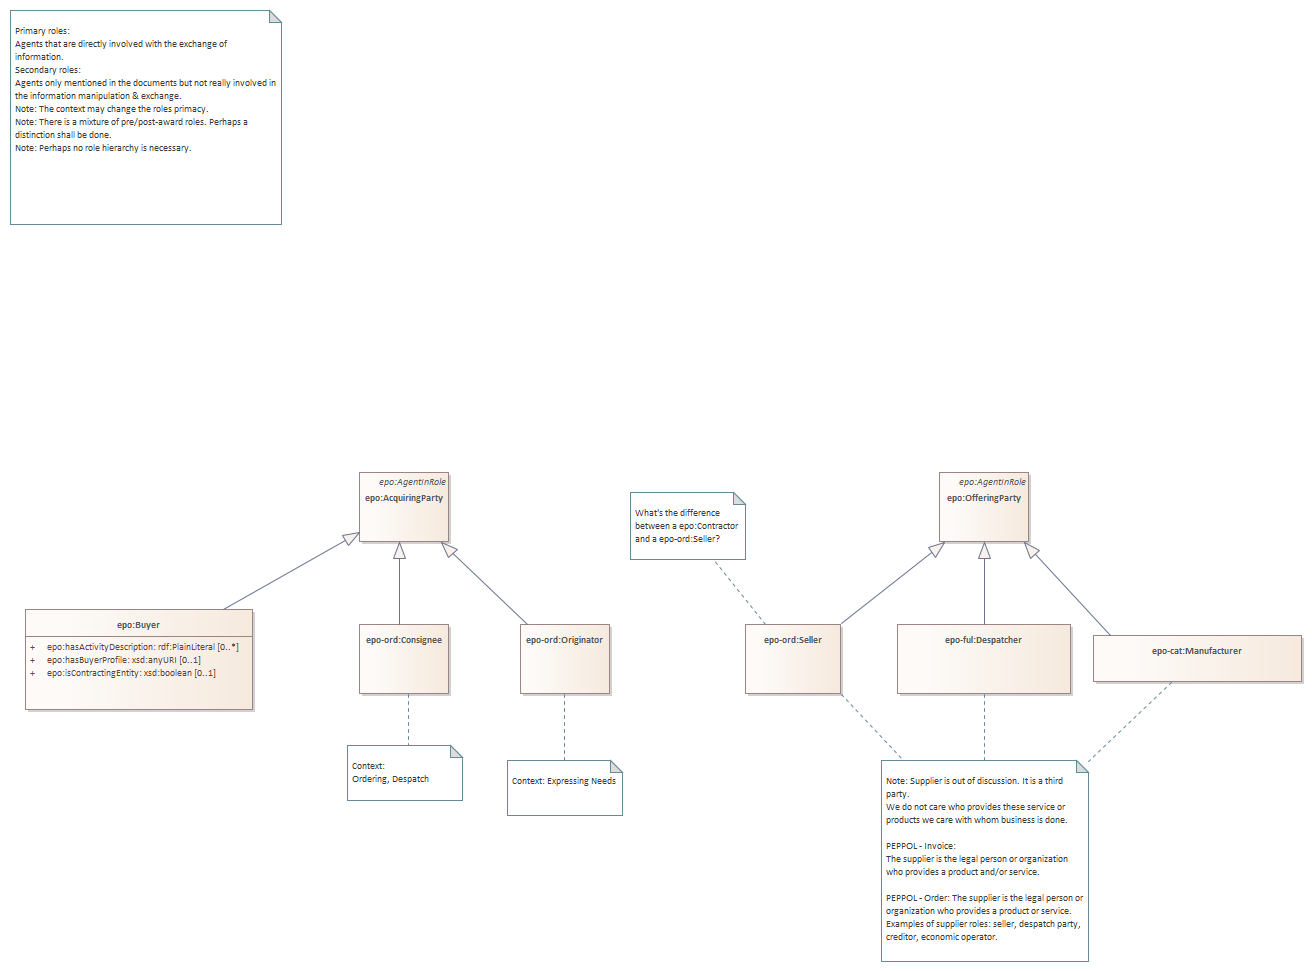 Primary roles:
Agents that are directly involved with the exchange of
information.
Secondary roles:
Agents only mentioned in the documents but not really involved in
the information manipulation & exchange.
Note: The context may change the roles primacy.
Note: There is a mixture of pre/post-award roles. Perhaps a
distinction shall be done.
Note: Perhaps no role hierarchy is necessary.
epo:AgentInRole
epo:AcquiringParty
epo:AgentInRole
epo:OfferingParty
What's the difference
between a epo:Contractor
and a epo-ord:Seller?
epo:Buyer
+ epo:hasActivityDescription: rdf:PlainLiteral [0..*]
+ epo:hasBuyerProfile: xsd:anyURI [0..1]
+ epo:isContractingEntity: xsd:boolean [0..1]
epo-ord:Consignee
epo-ord:Originator
epo-ord:Seller
epo-ful:Despatcher
epo-cat:Manufacturer
Context:
Ordering, Despatch
Context: Expressing Needs
Note: Supplier is out of discussion. It is a third
party.
We do not care who provides these service or
products we care with whom business is done.
PEPPOL - Invoice:
The supplier is the legal person or organization
who provides a product and/or service.
PEPPOL - Order: The supplier is the legal person or
organization who provides a product or service.
Examples of supplier roles: seller, despatch party,
creditor, economic operator.